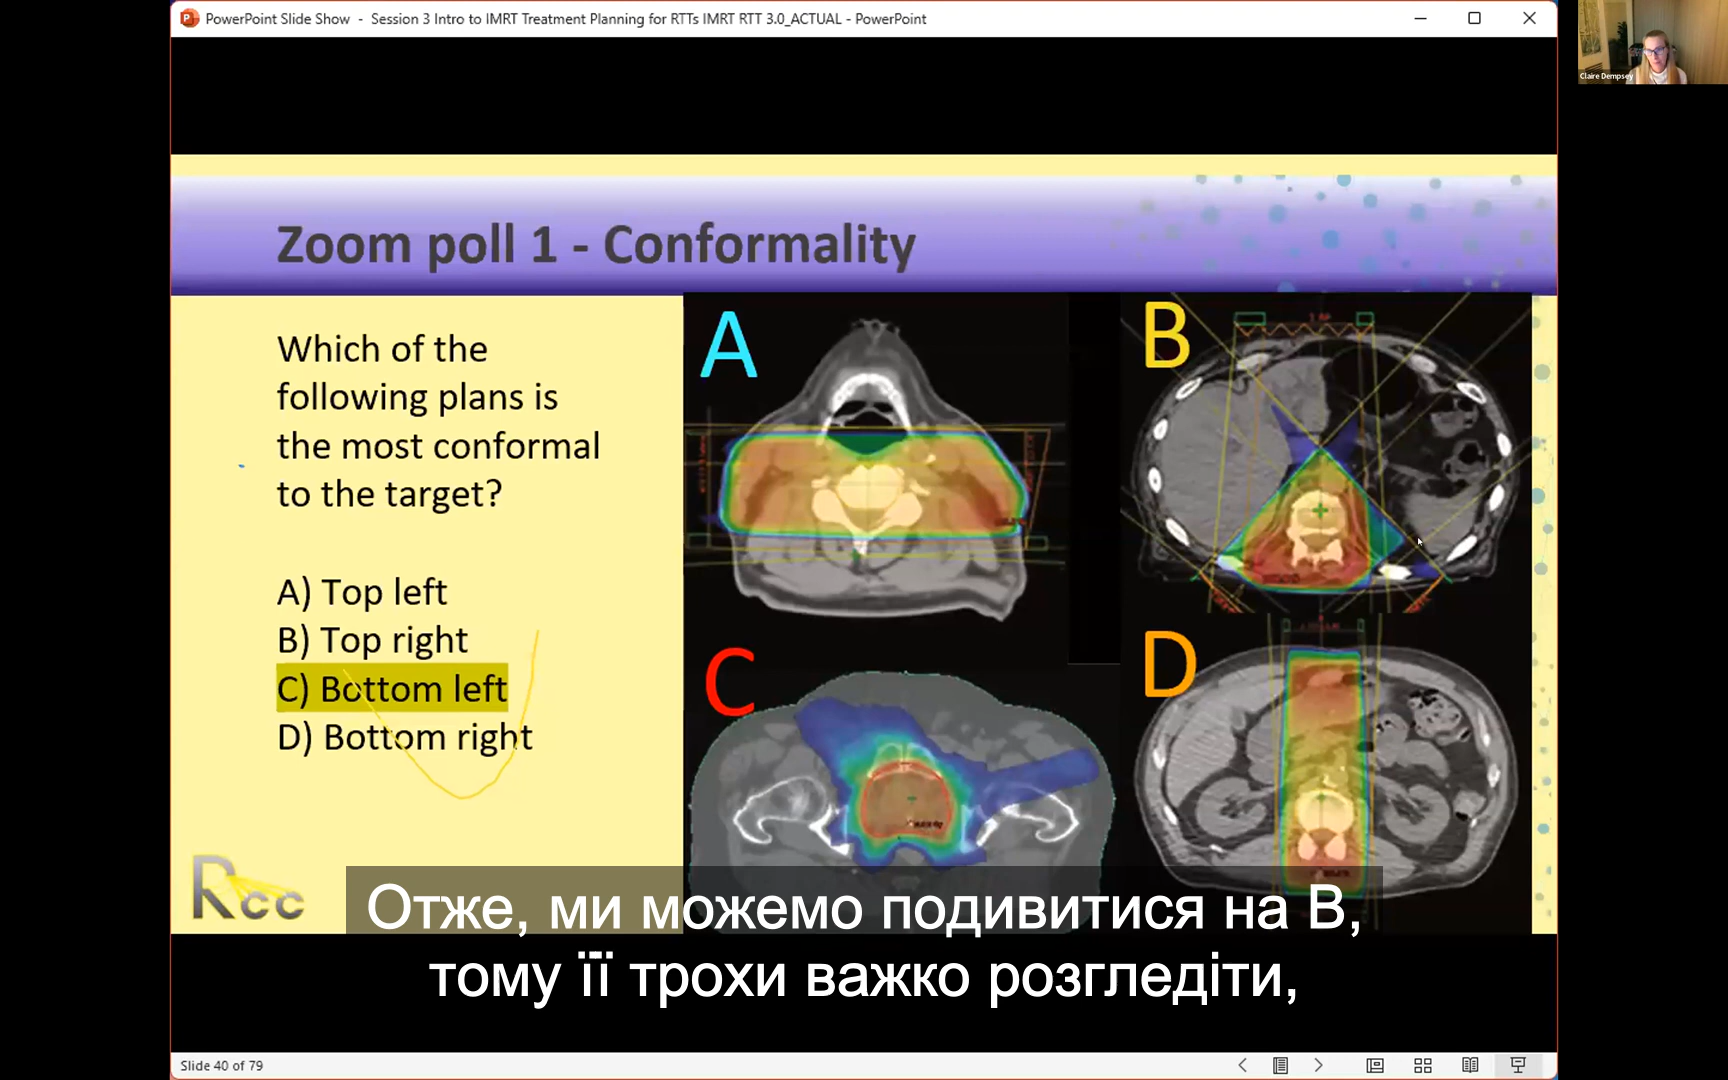 PowerPoint Slide Show - Session 3 Intro to IMRT Treatment Planning for RTTs IMRT RTT 3.0_ACTUAL - PowerPoint
Claire Dempsey
Zoom poll 1 - Conformality
Which of the
following plans is
the most conformal
to the target?
A) Top left
B) Top right
C) Bottom left
D) Bottom right
A
B
C
D
Rcc
Отже, ми можемо подивитися на B,
тому її трохи важко розгледіти,
Slide 40 of 79